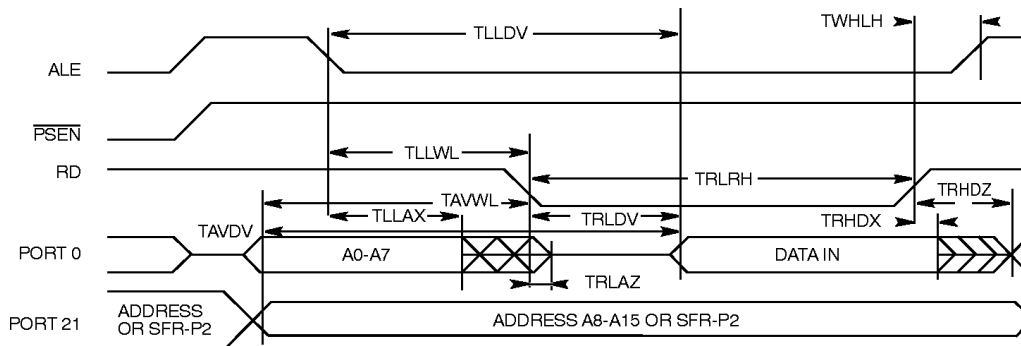 TLLDV
TWHLH
ALE
PSEN
TLLWL
RD
TRLRH
TAVWL
TRHDZ
TLLAX
TRLDV
TRHDX
TAVDV
PORT 0
A0-A7
DATA IN
TRLAZ
ADDRESS
OR SFR-P2
PORT 21
ADDRESS A8-A15 OR SFR-P2